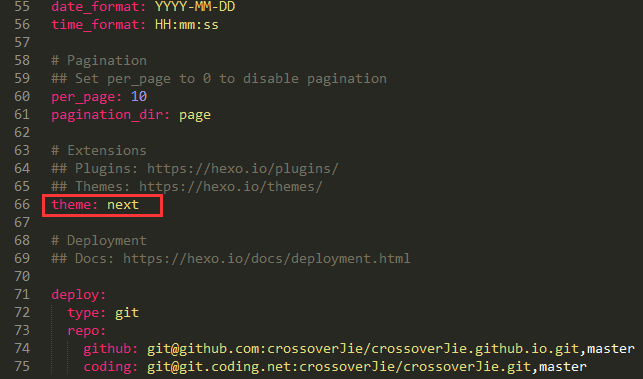 55 date_format: YYYY-MM-DD
56 time_format: HH:mm:ss
57
58 # Pagination
59 ## Set per_page to 0 to disable pagination
60 per_page: 10
61 pagination_dir: page
62
63 # Extensions
64 ## Plugins: https://hexo.io/plugins/
65 ## Themes: https://hexo.io/themes/
66 theme: next
67
68 # Deployment
69 ## Docs: https://hexo.io/docs/deployment.html
70
71 deploy:
72 type: git
73 repo:
74 github: git@github.com:crossoverJie/crossoverJie.github.io.git,master
75 coding: git@git.coding.net:crossoverJie/crossoverJie.git,master